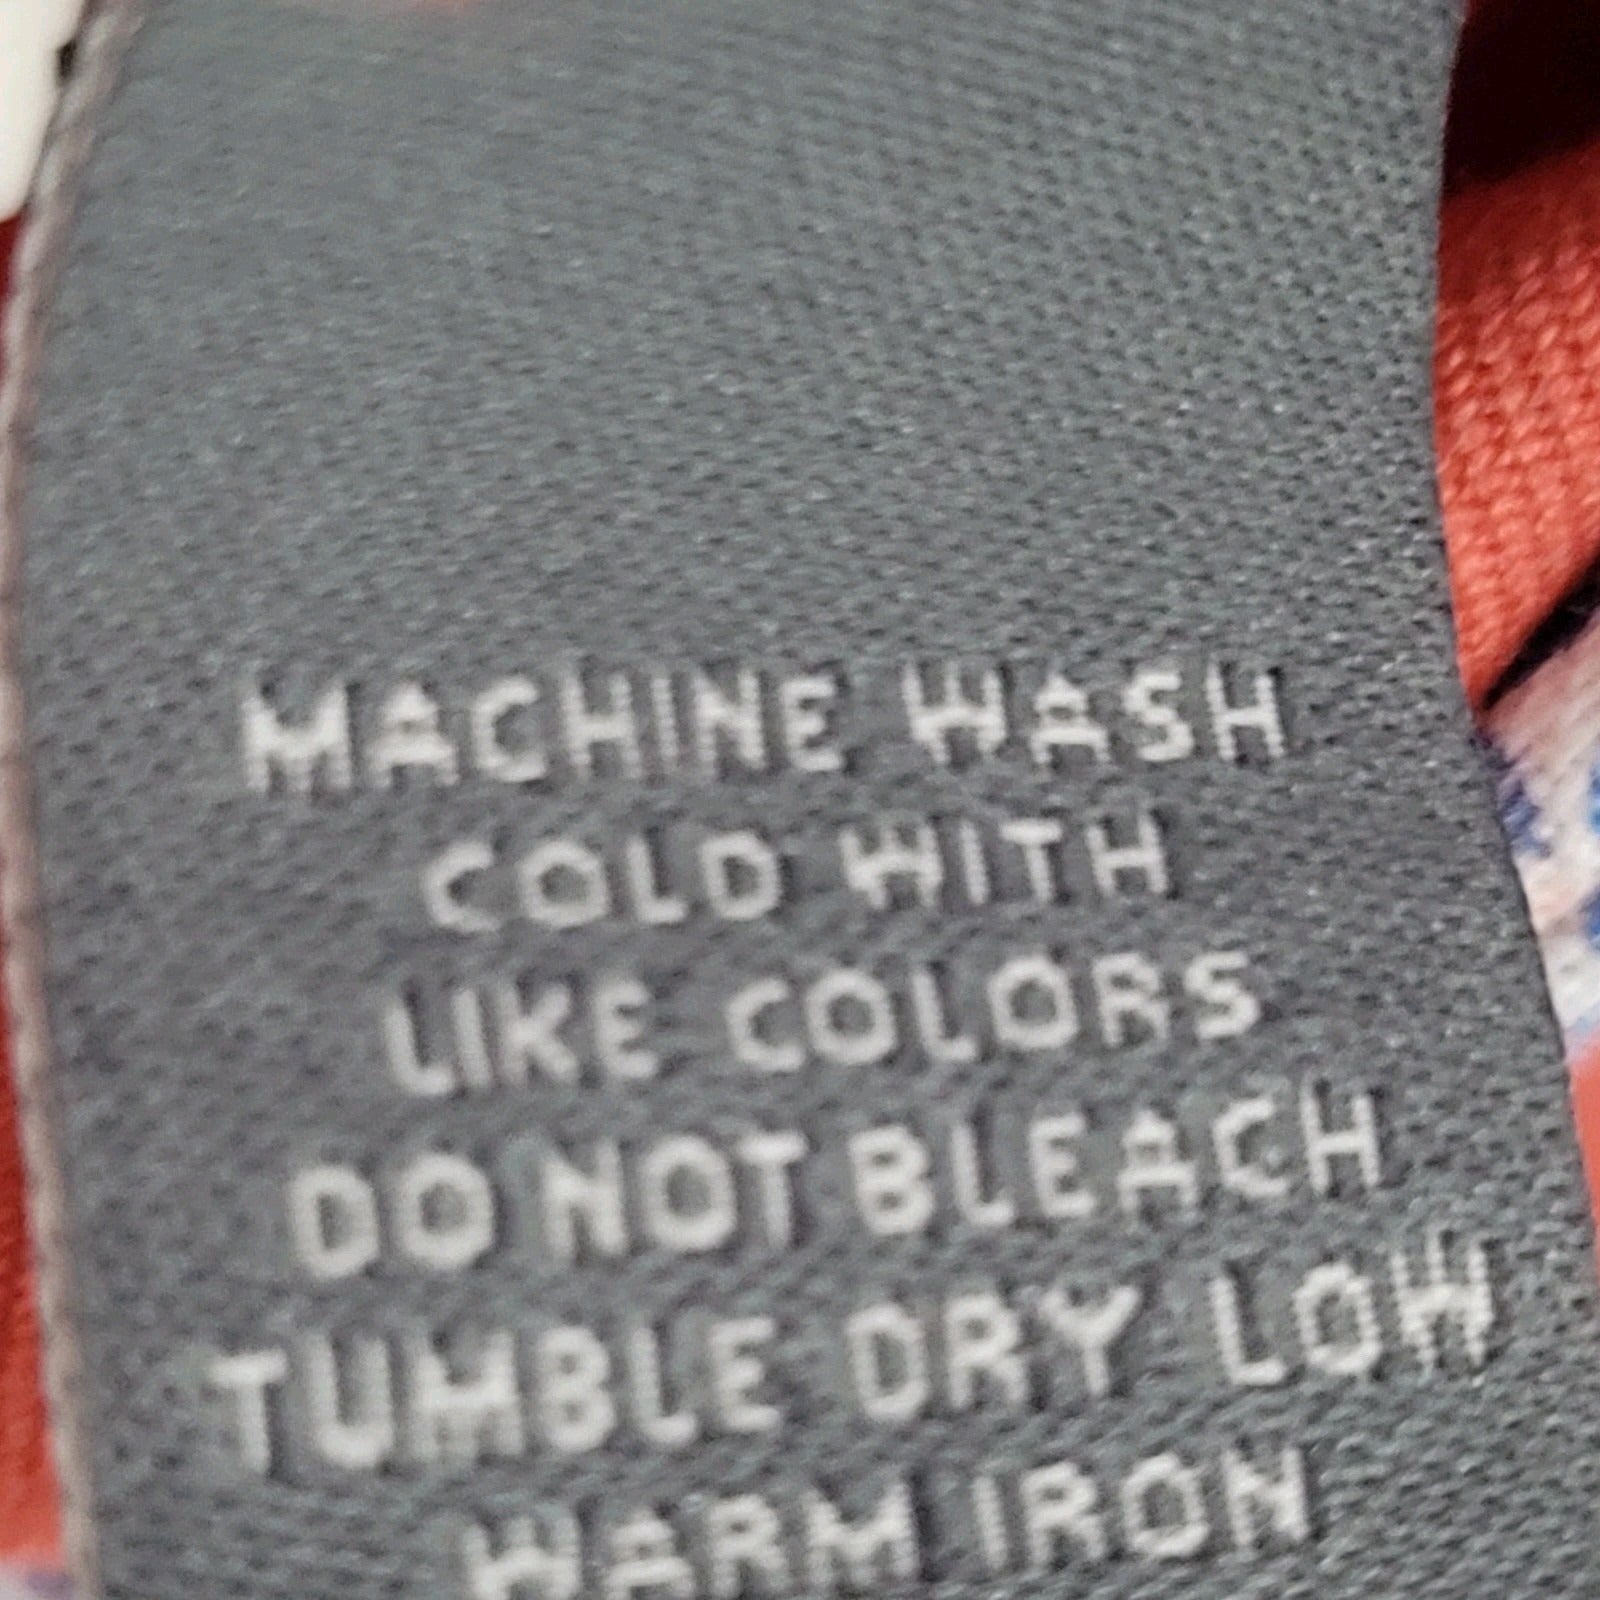 MACHINE WASH
COLD WITH
LIKE COLORS
DO NOT BLEACH
TUMBLE DRY LOW
WARM IRON